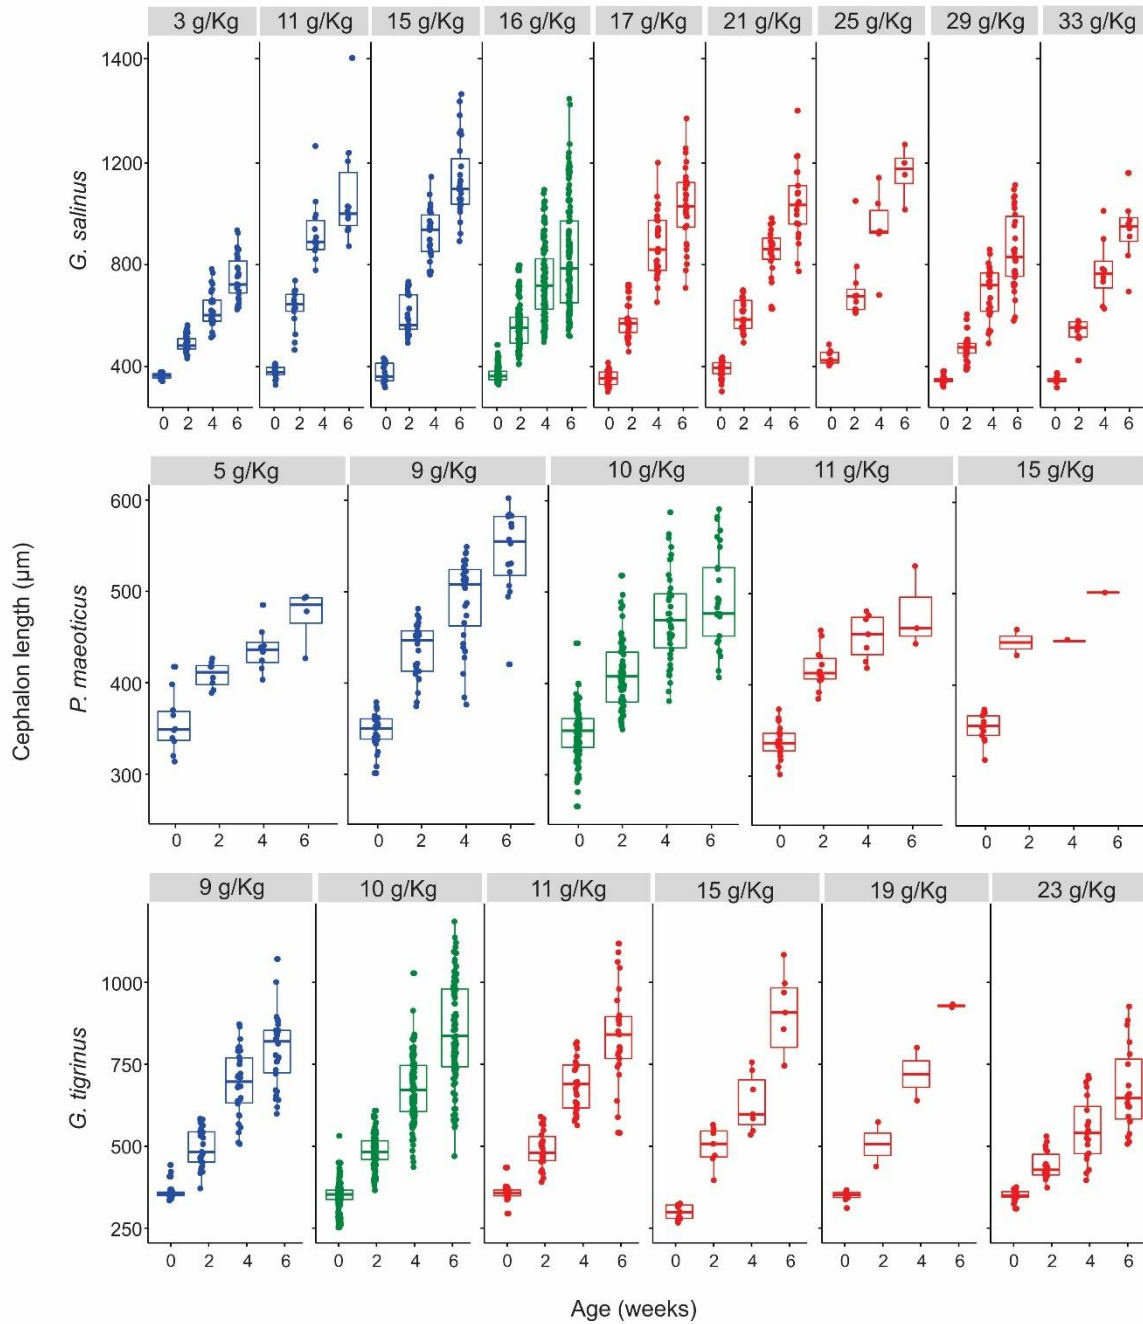 3 g/Kg 11 g/Kg 15 g/Kg 16 g/Kg 17 g/Kg 21 g/Kg 25 g/Kg 29 g/Kg 33 g/Kg
1400
1200
800
400
G. salinus
0 2 4 6 0 2 4 6 0 2 4 6 0 2 4 6 0 2 4 6 0 2 4 6 0 2 4 6 0 2 4 6 0 2 4 6
5 g/Kg 9 g/Kg 10 g/Kg 11 g/Kg 15 g/Kg
600
500
400
300
Cephalon length (µm)
P. maeoticus
0 2 4 6 0 2 4 6 0 2 4 6 0 2 4 6 0 2 4 6
9 g/Kg 10 g/Kg 11 g/Kg 15 g/Kg 19 g/Kg 23 g/Kg
1000
750
500
250
G. tigrinus
0 2 4 6 0 2 4 6 0 2 4 6 0 2 4 6 0 2 4 6 0 2 4 6
Age (weeks)